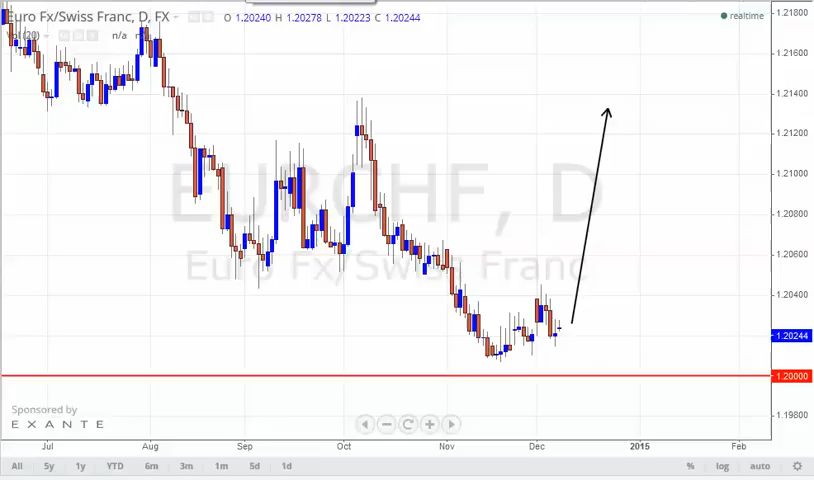 Euro Fx/Swiss Franc, D, FX O 1.20240 H 1.20278 L 1.20223 C 1.20244
realtime
Vol (20) n/a
EURCHF, D
Euro Fx/Swiss Franc
1.21800
1.21600
1.21400
1.21200
1.21000
1.20800
1.20600
1.20400
1.20244
1.20000
1.19800
Sponsored by
EXANTE
Jul Aug Sep Oct Nov Dec 2015 Feb
All 5y 1y YTD 6m 3m 1m 5d 1d % log auto